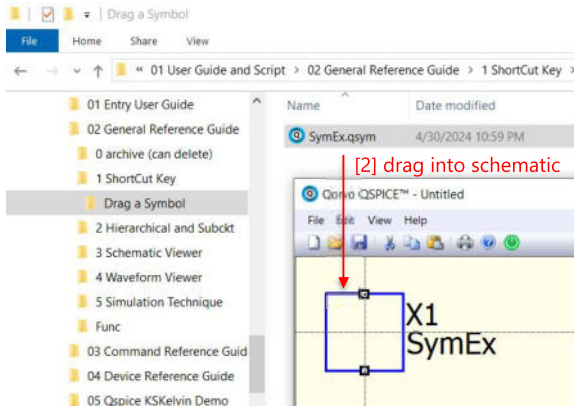 Drag a Symbol
File Home Share View
« 01 User Guide and Script > 02 General Reference Guide > 1 ShortCut Key >
01 Entry User Guide
02 General Reference Guide
0 archive (can delete)
1 ShortCut Key
Drag a Symbol
2 Hierarchical and Subckt
3 Schematic Viewer
4 Waveform Viewer
5 Simulation Technique
Func
03 Command Reference Guid
04 Device Reference Guide
05 Qspice KSKelvin Demo
Name Date modified
SymEx.qsym 4/30/2024 10:59 PM
[2] drag into schematic
Qorvo QSPICE™ - Untitled
File Edit View Help
X1
SymEx